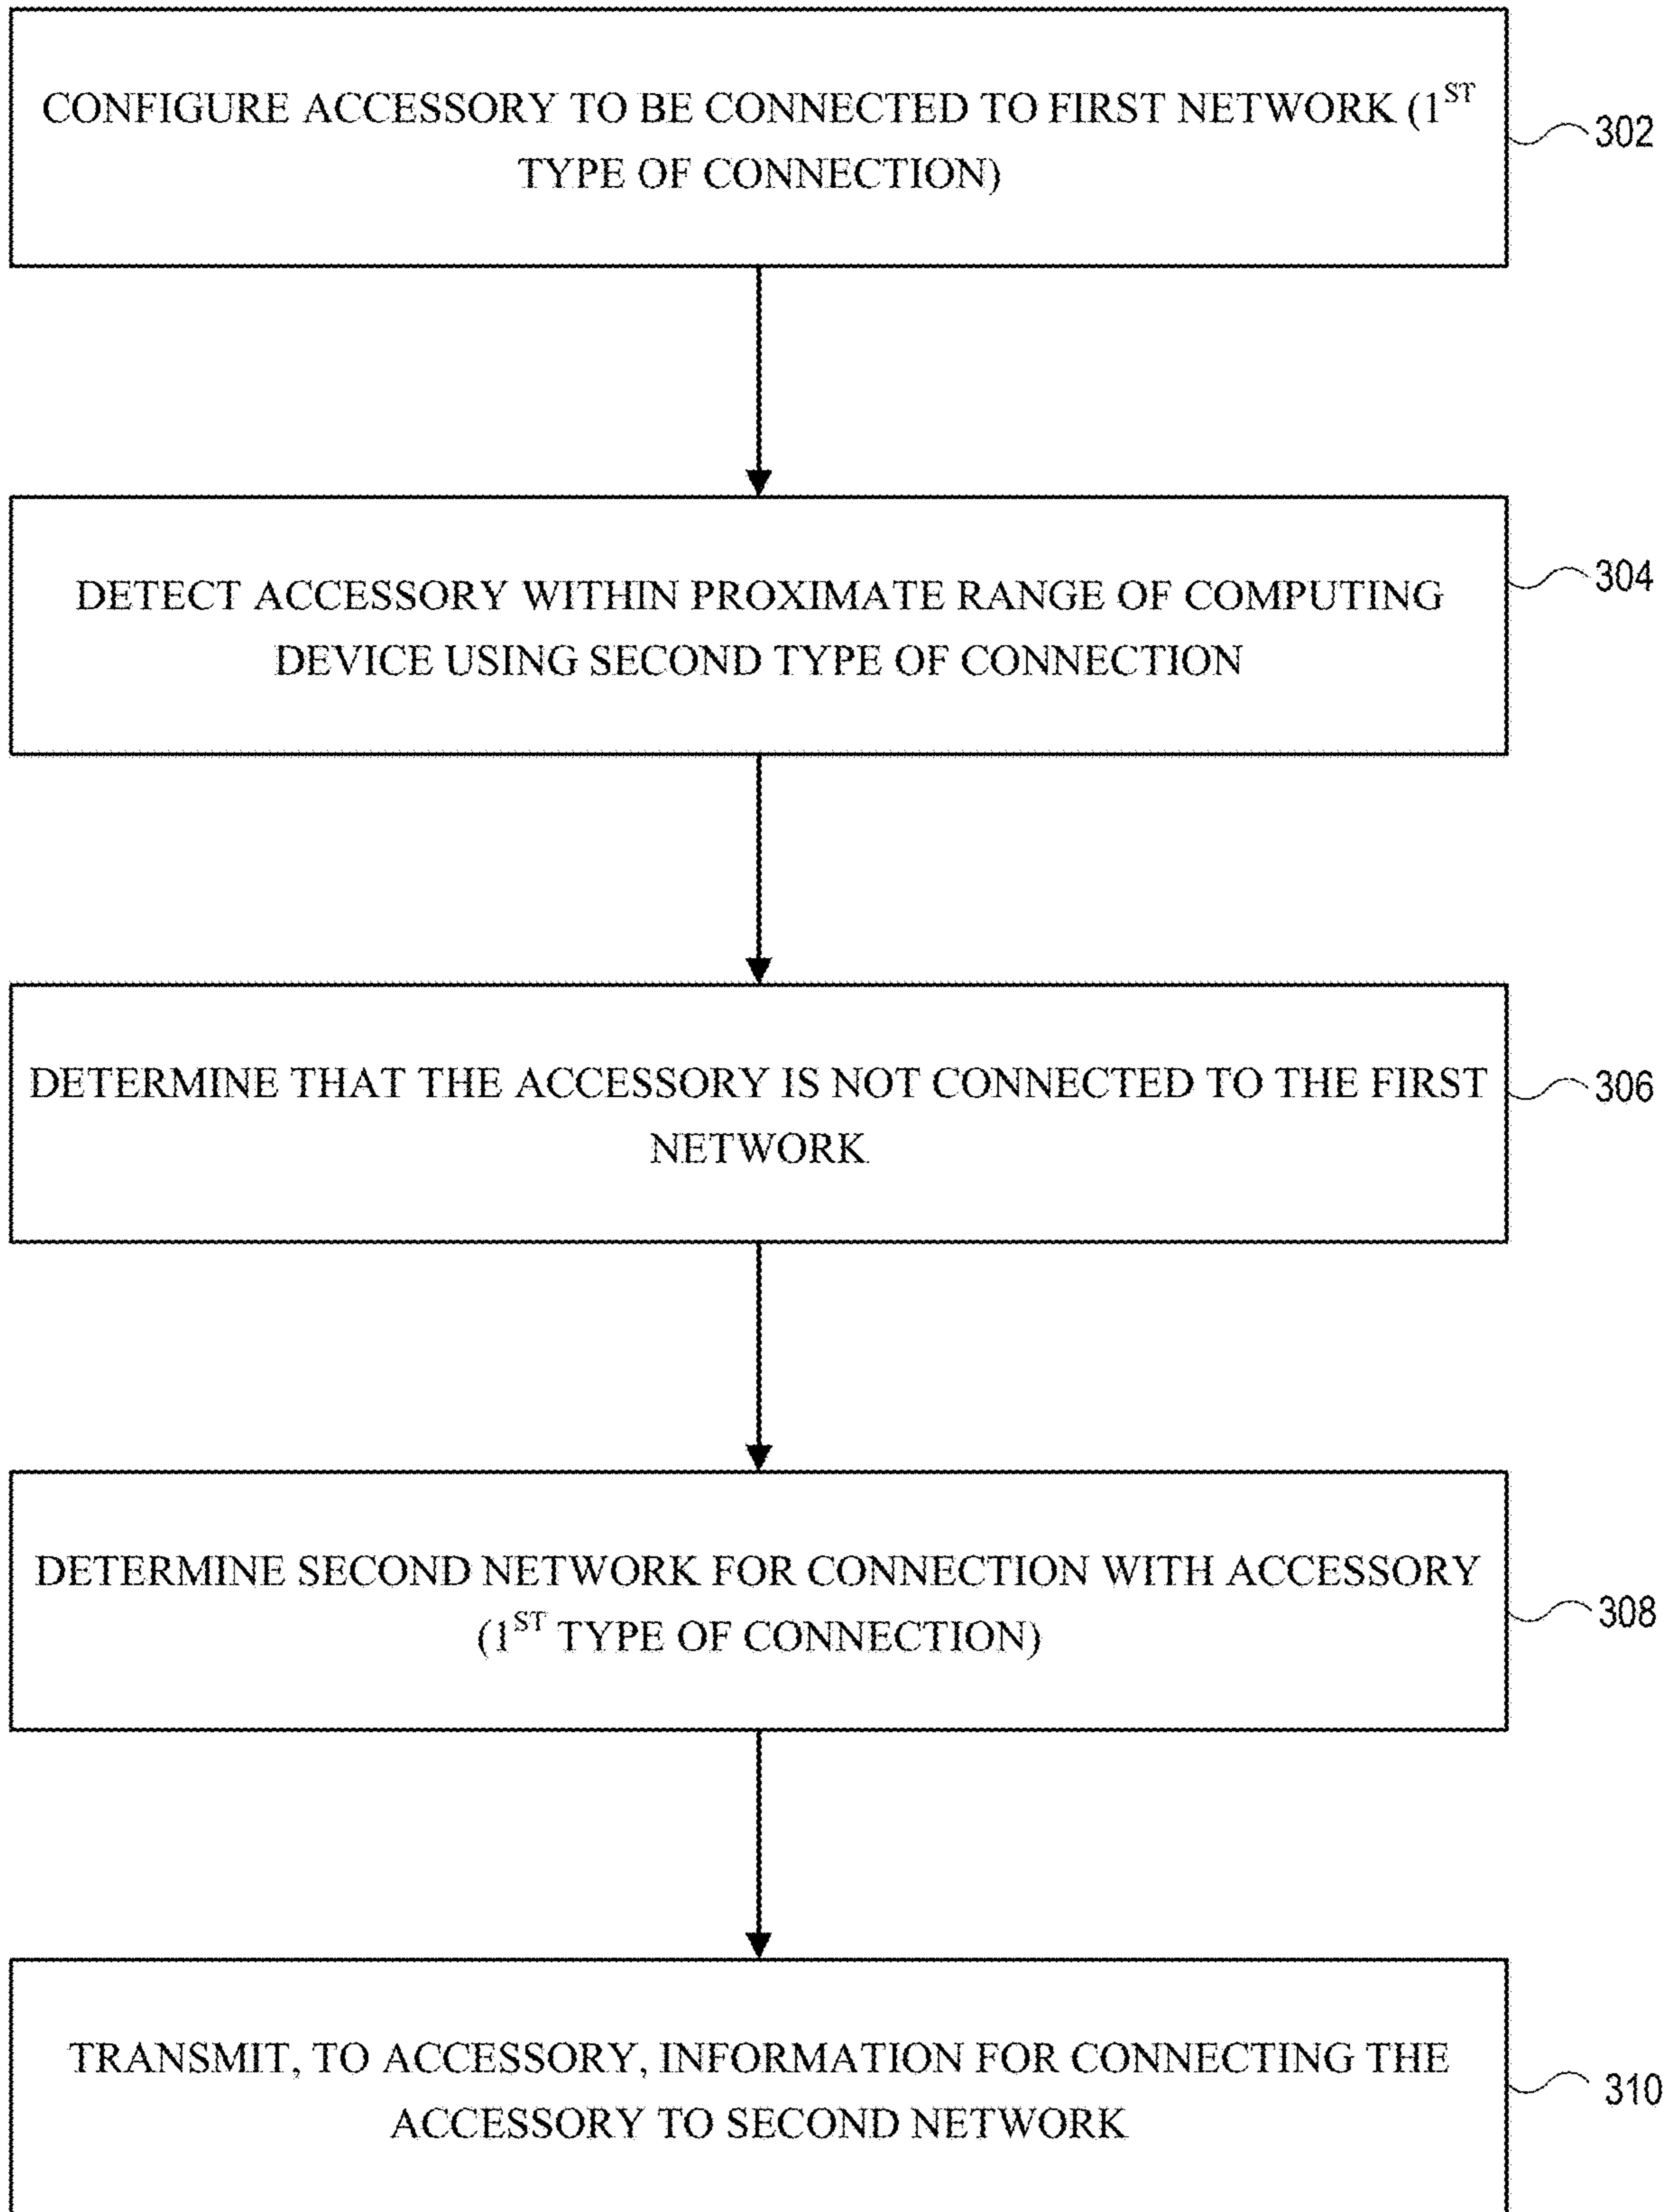 CONFIGURE ACCESSORY TO BE CONNECTED TO FIRST NETWORK (1ST
TYPE OF CONNECTION)
302
DETECT ACCESSORY WITHIN PROXIMATE RANGE OF COMPUTING
DEVICE USING SECOND TYPE OF CONNECTION
304
DETERMINE THAT THE ACCESSORY IS NOT CONNECTED TO THE FIRST
NETWORK
306
DETERMINE SECOND NETWORK FOR CONNECTION WITH ACCESSORY
(1ST TYPE OF CONNECTION)
308
TRANSMIT, TO ACCESSORY, INFORMATION FOR CONNECTING THE
ACCESSORY TO SECOND NETWORK
310